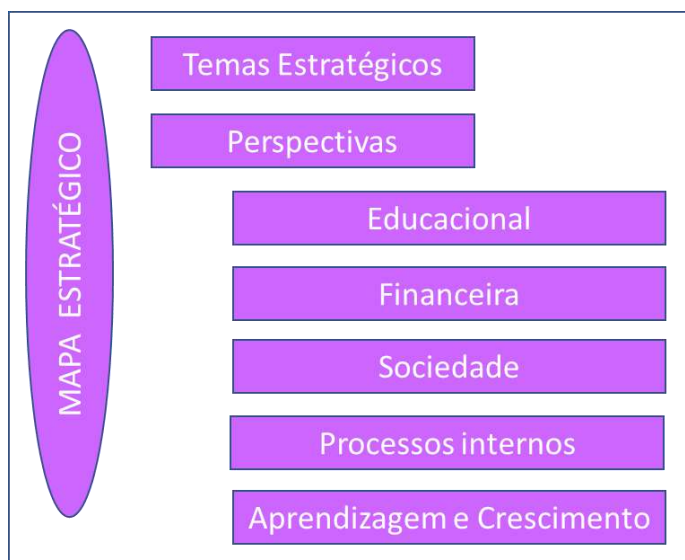 MAPA ESTRATÉGICO
Temas Estratégicos
Perspectivas
Educacional
Financeira
Sociedade
Processos internos
Aprendizagem e Crescimento